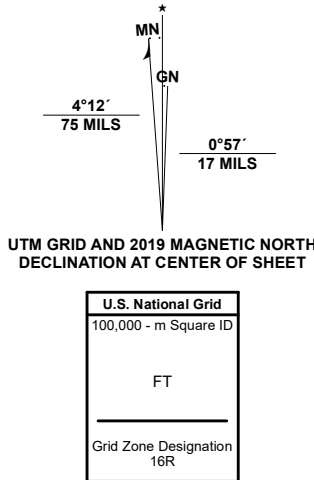 MN
GN
4°12´
75 MILS
0°57´
17 MILS
UTM GRID AND 2019 MAGNETIC NORTH
DECLINATION AT CENTER OF SHEET
U.S. National Grid
100,000 - m Square ID
FT
Grid Zone Designation
16R